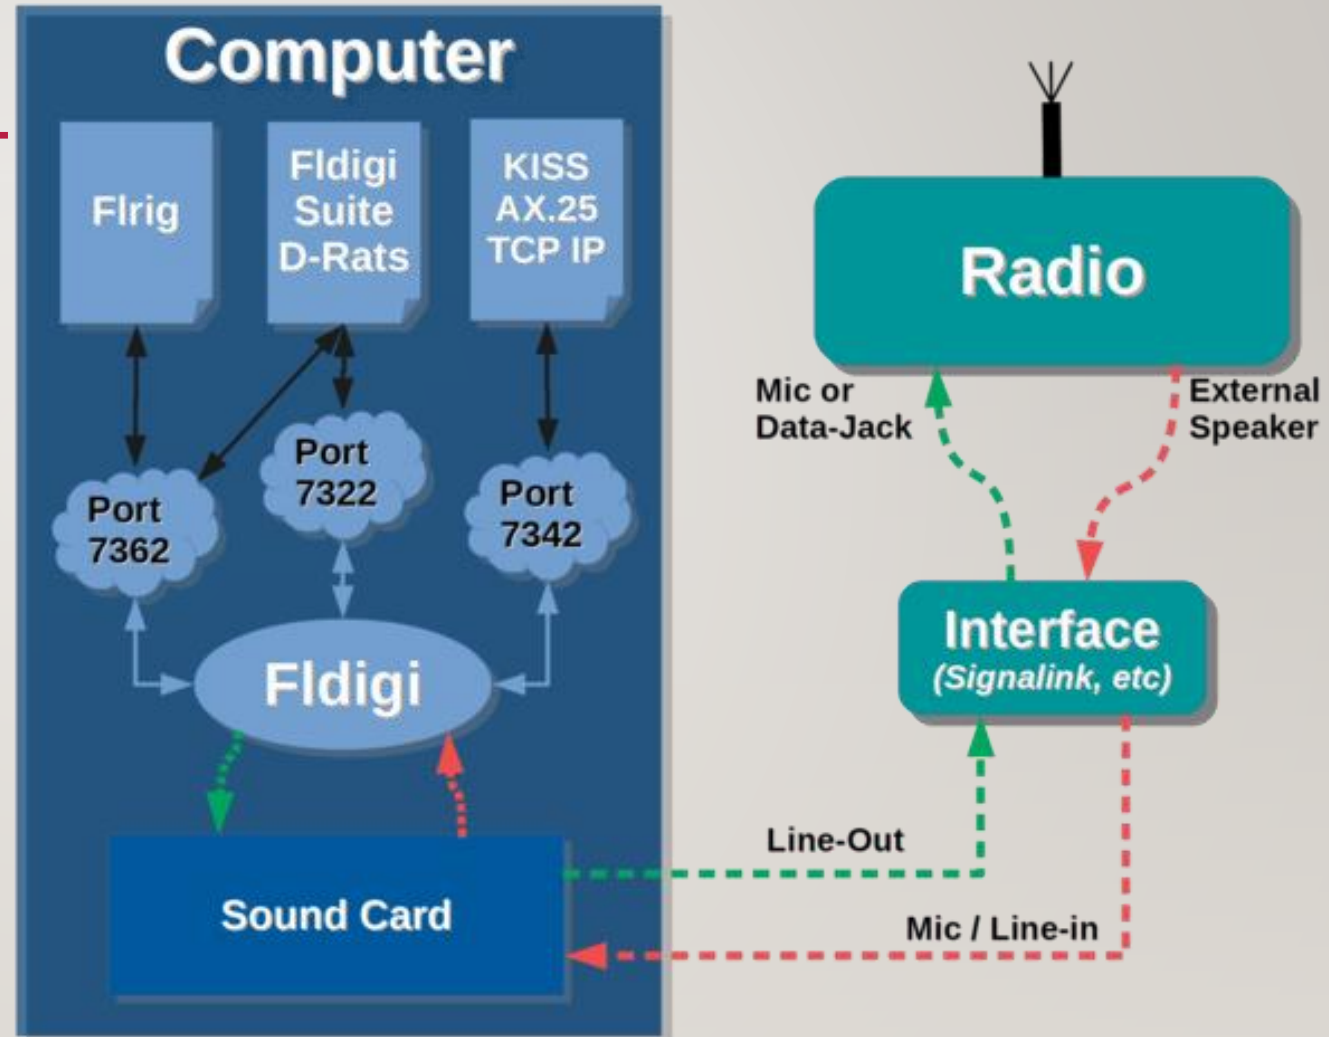 Computer
Flrig
Fldigi
Suite
D-Rats
KISS
AX.25
TCP IP
Port
7362
Port
7322
Port
7342
Fldigi
Sound Card
Radio
Mic or
Data-Jack
External
Speaker
Interface
(Signalink, etc)
Line-Out
Mic / Line-in